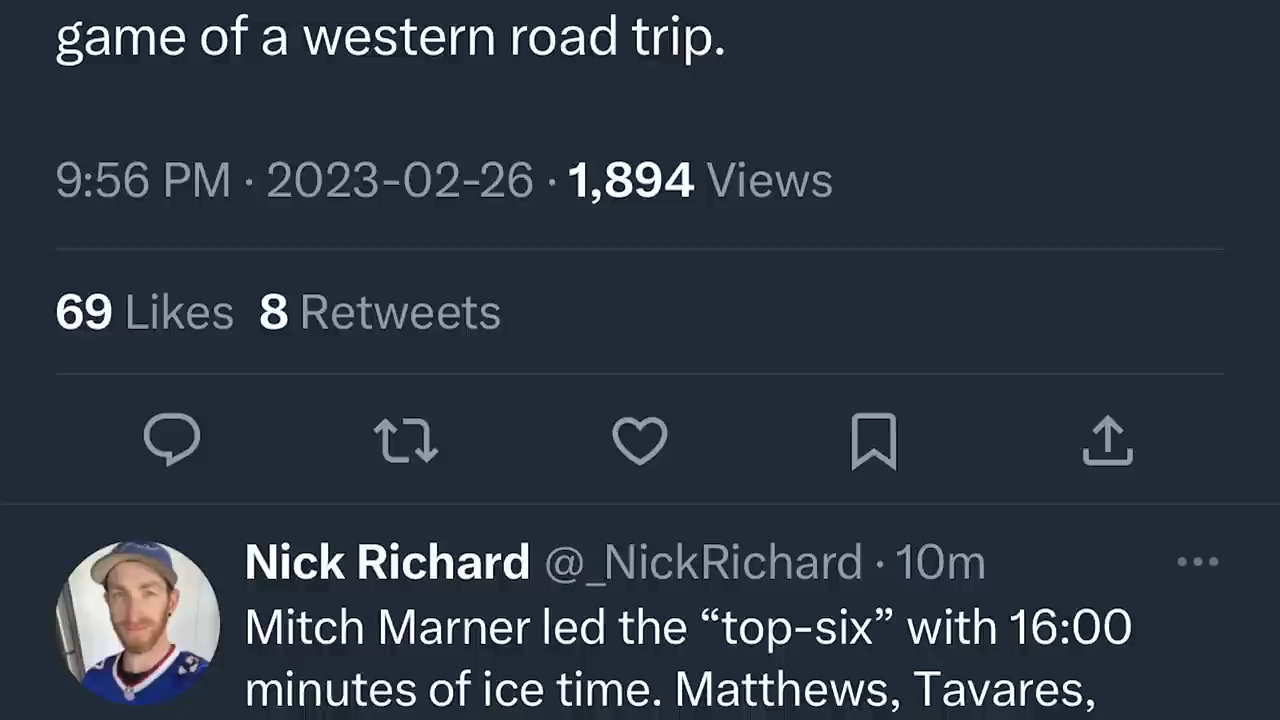 game of a western road trip.
9:56 PM · 2023-02-26 · 1,894 Views
69 Likes 8 Retweets
Nick Richard @_NickRichard · 10m
Mitch Marner led the “top-six” with 16:00
minutes of ice time. Matthews, Tavares,